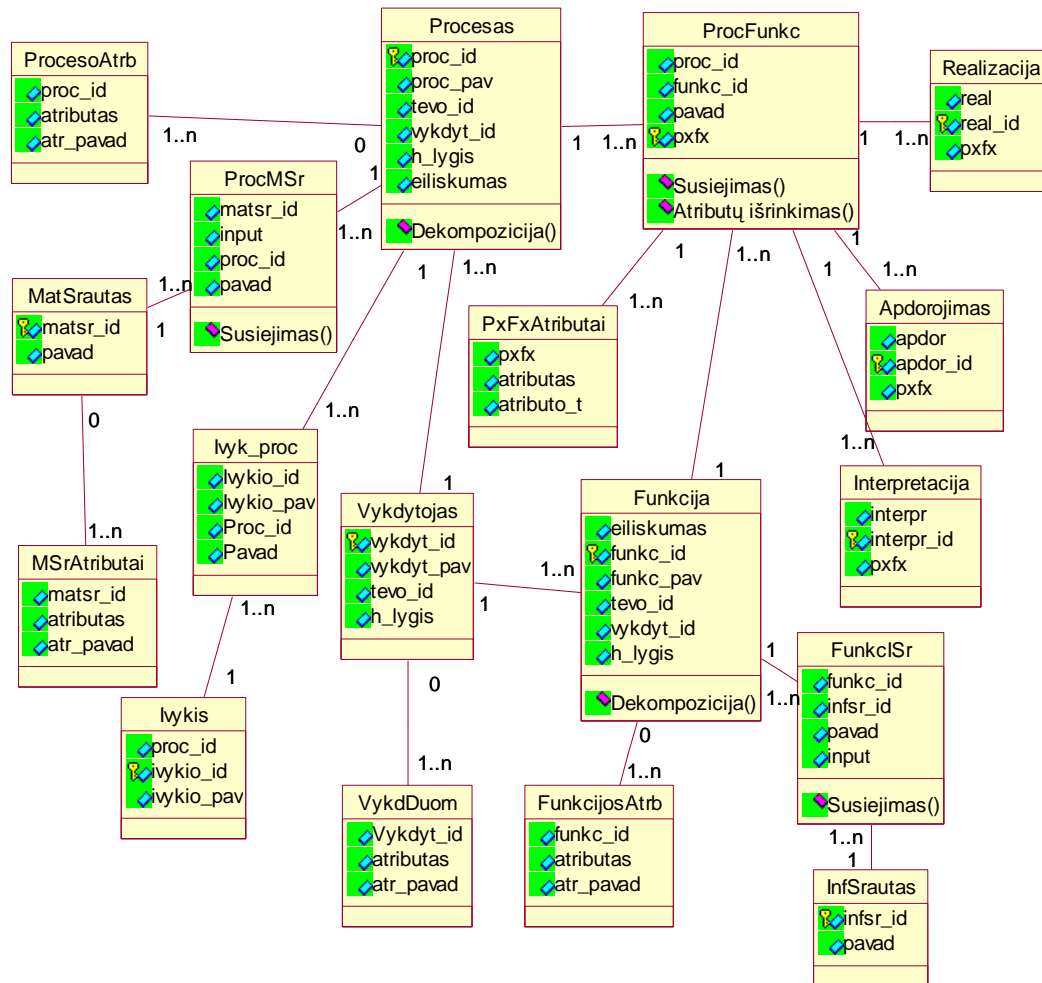 ProcesoAtrb
proc_id
atributas
atr_pavad
1..n
0
Procesas
proc_id
proc_pav
tevo_id
vykdyt_id
h_lygis
eiliskumas
Dekompozicija()
1
1..n
ProcFunkc
proc_id
funkc_id
pavad
pxfx
Susiejimas()
Atributų išrinkimas()
1
1..n
Realizacija
real
real_id
pxfx
ProcMSr
matsr_id
input
proc_id
pavad
Susiejimas()
1
1..n
1..n
1
MatSrautas
matsr_id
pavad
0
1..n
MSrAtributai
matsr_id
atributas
atr_pavad
1
1..n
Ivyk_proc
Ivykio_id
Ivykio_pav
Proc_id
Pavad
1..n
1
Ivykis
proc_id
ivykio_id
ivykio_pav
1..n
1
Vykdytojas
vykdyt_id
vykdyt_pav
tevo_id
h_lygis
0
1..n
VykdDuom
Vykdyt_id
atributas
atr_pavad
1
1..n
PxFxAtributai
pxfx
atributas
atributo_t
1..n
1
Funkcija
eiliskumas
funkc_id
funkc_pav
tevo_id
vykdyt_id
h_lygis
Dekompozicija()
1
1..n
0
1..n
FunkcijosAtrb
funkc_id
atributas
atr_pavad
1
1..n
Apdorojimas
apdor
apdor_id
pxfx
1
1..n
Interpretacija
interpr
interpr_id
pxfx
1
1..n
FunkcISr
funkc_id
infsr_id
pavad
input
Susiejimas()
1..n
1
InfSrautas
infsr_id
pavad